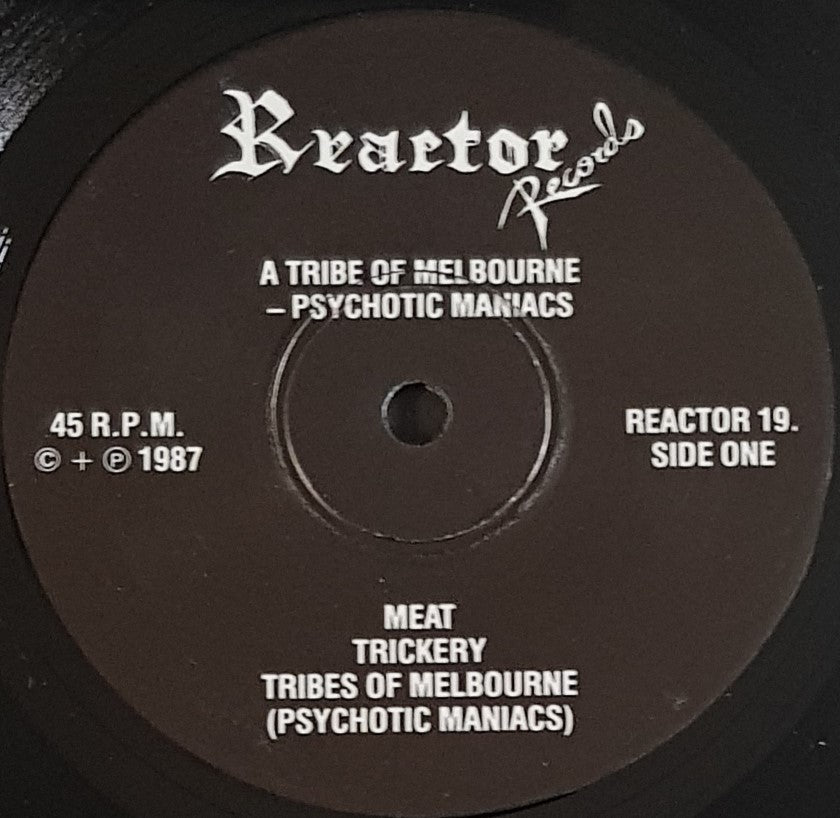 Reactor
Records
A TRIBE OF MELBOURNE
– PSYCHOTIC MANIACS
45 R.P.M.
© + ℗ 1987
REACTOR 19.
SIDE ONE
MEAT
TRICKERY
TRIBES OF MELBOURNE
(PSYCHOTIC MANIACS)